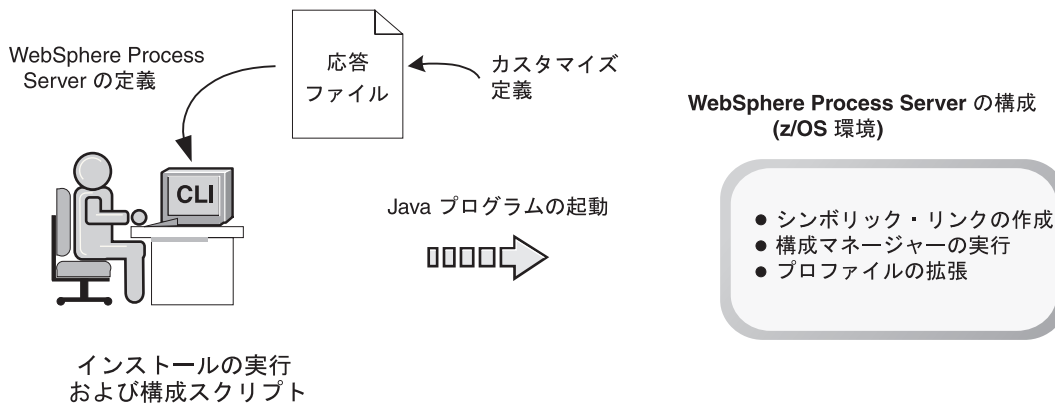 WebSphere Process
Server の定義
応答
ファイル
カスタマイズ
定義
CLI
Java プログラムの起動
インストールの実行
および構成スクリプト
WebSphere Process Server の構成
(z/OS 環境)
● シンボリック・リンクの作成
● 構成マネージャーの実行
● プロファイルの拡張